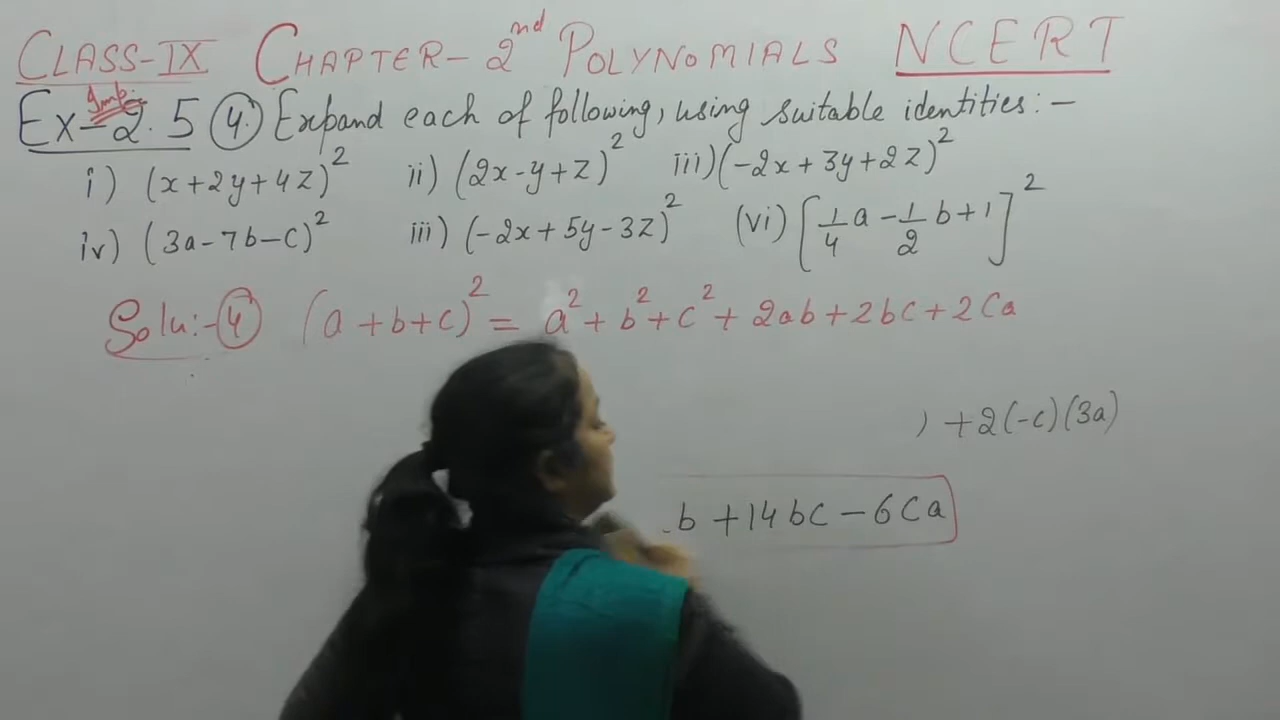 CLASS-IX CHAPTER-2nd POLYNOMIALS NCERT
Imp.
Ex-2.5 (4.) Expand each of following, using suitable identities:-
i) (x+2y+4z)² ii) (2x-y+z)² iii) (-2x+3y+2z)²
iv) (3a-7b-c)² iii) (-2x+5y-3z)² (vi) [1/4 a - 1/2 b+1]²
Solu:-(4) (a+b+c)² = a²+b²+c²+2ab+2bc+2ca
) +2(-c)(3a)
b+14bc-6ca